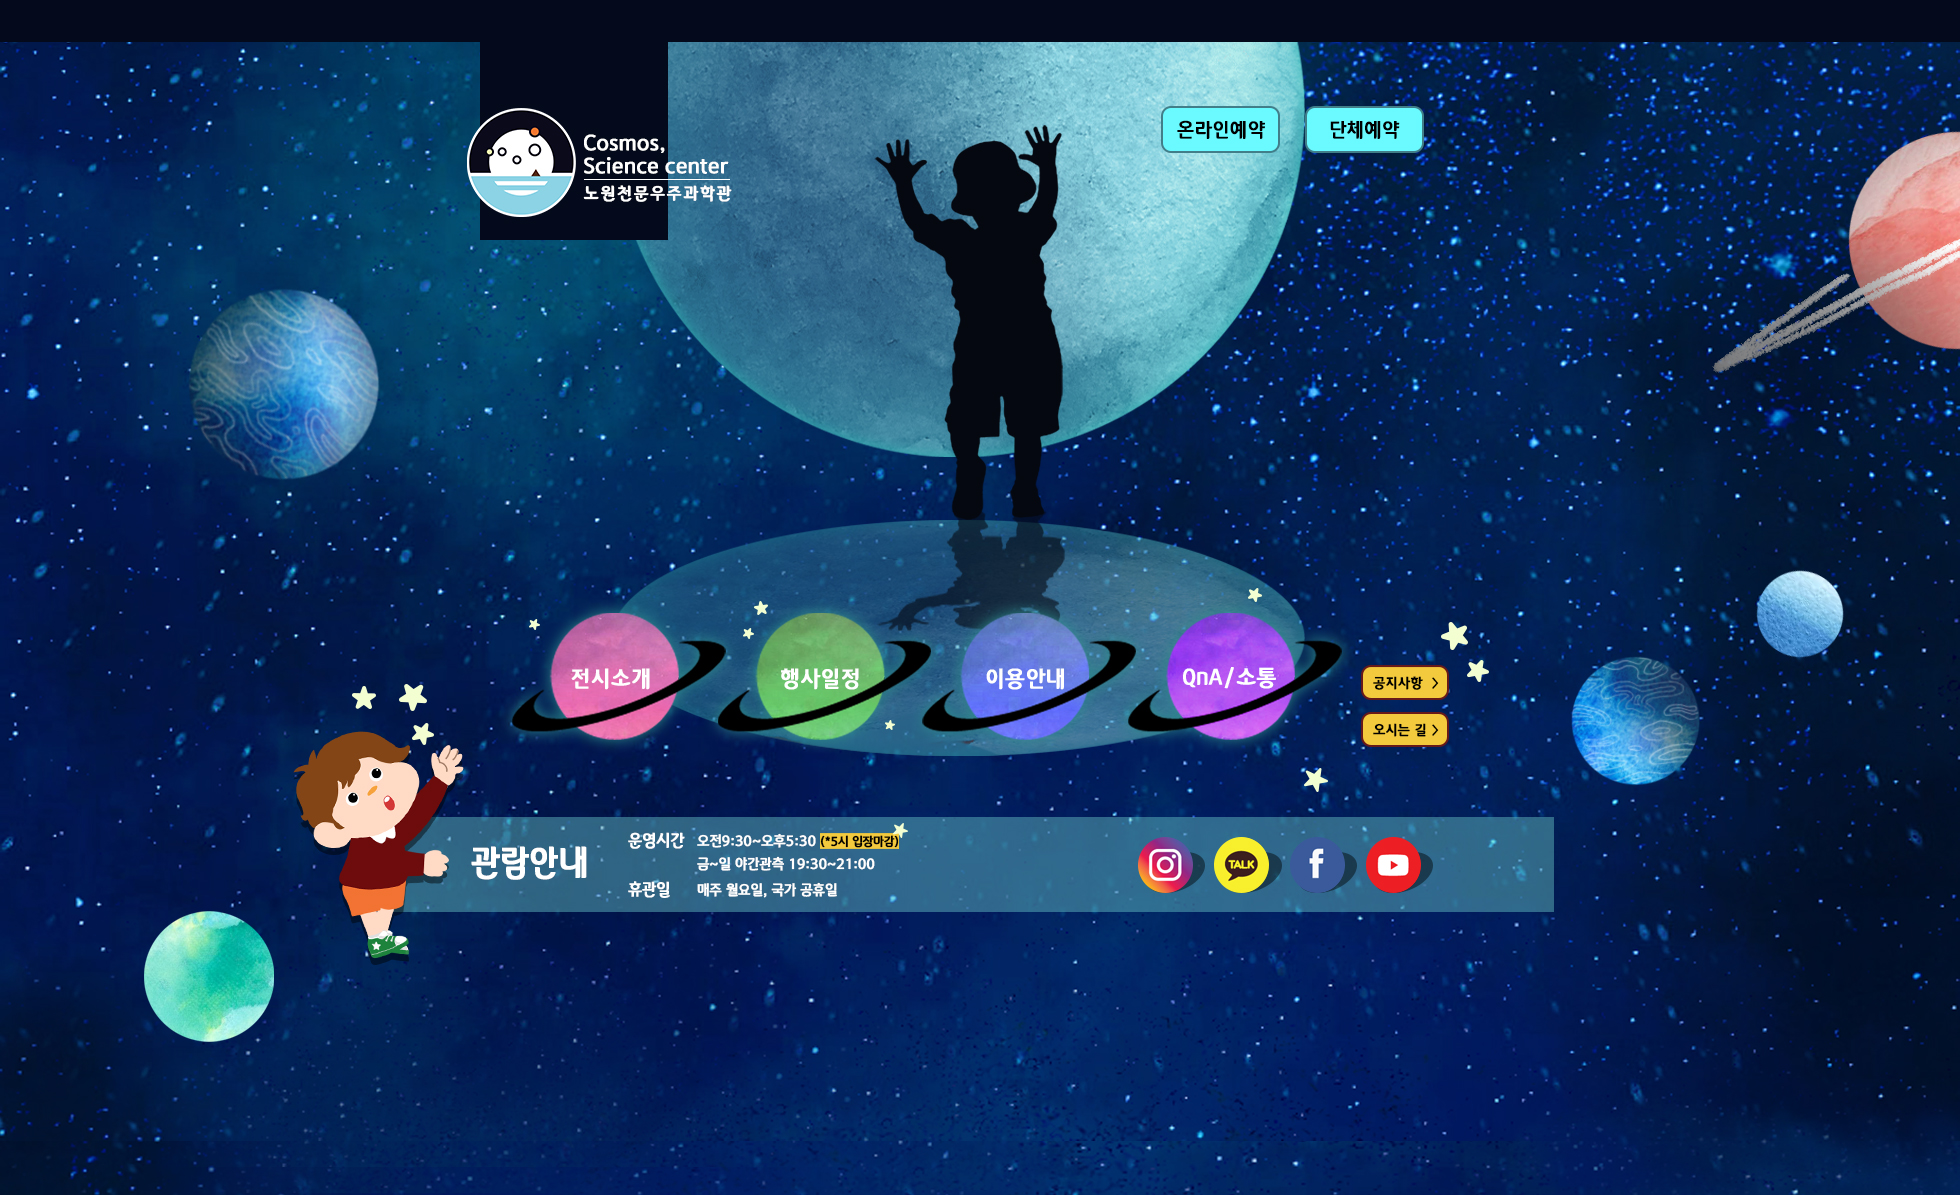 Cosmos,
Science center
노원천문우주과학관
온라인예약
단체예약
전시소개
행사일정
이용안내
QnA/소통
공지사항 >
오시는 길 >
관람안내
운영시간 오전9:30~오후5:30 (*5시 입장마감)
금~일 야간관측 19:30~21:00
휴관일 매주 월요일, 국가 공휴일
TALK